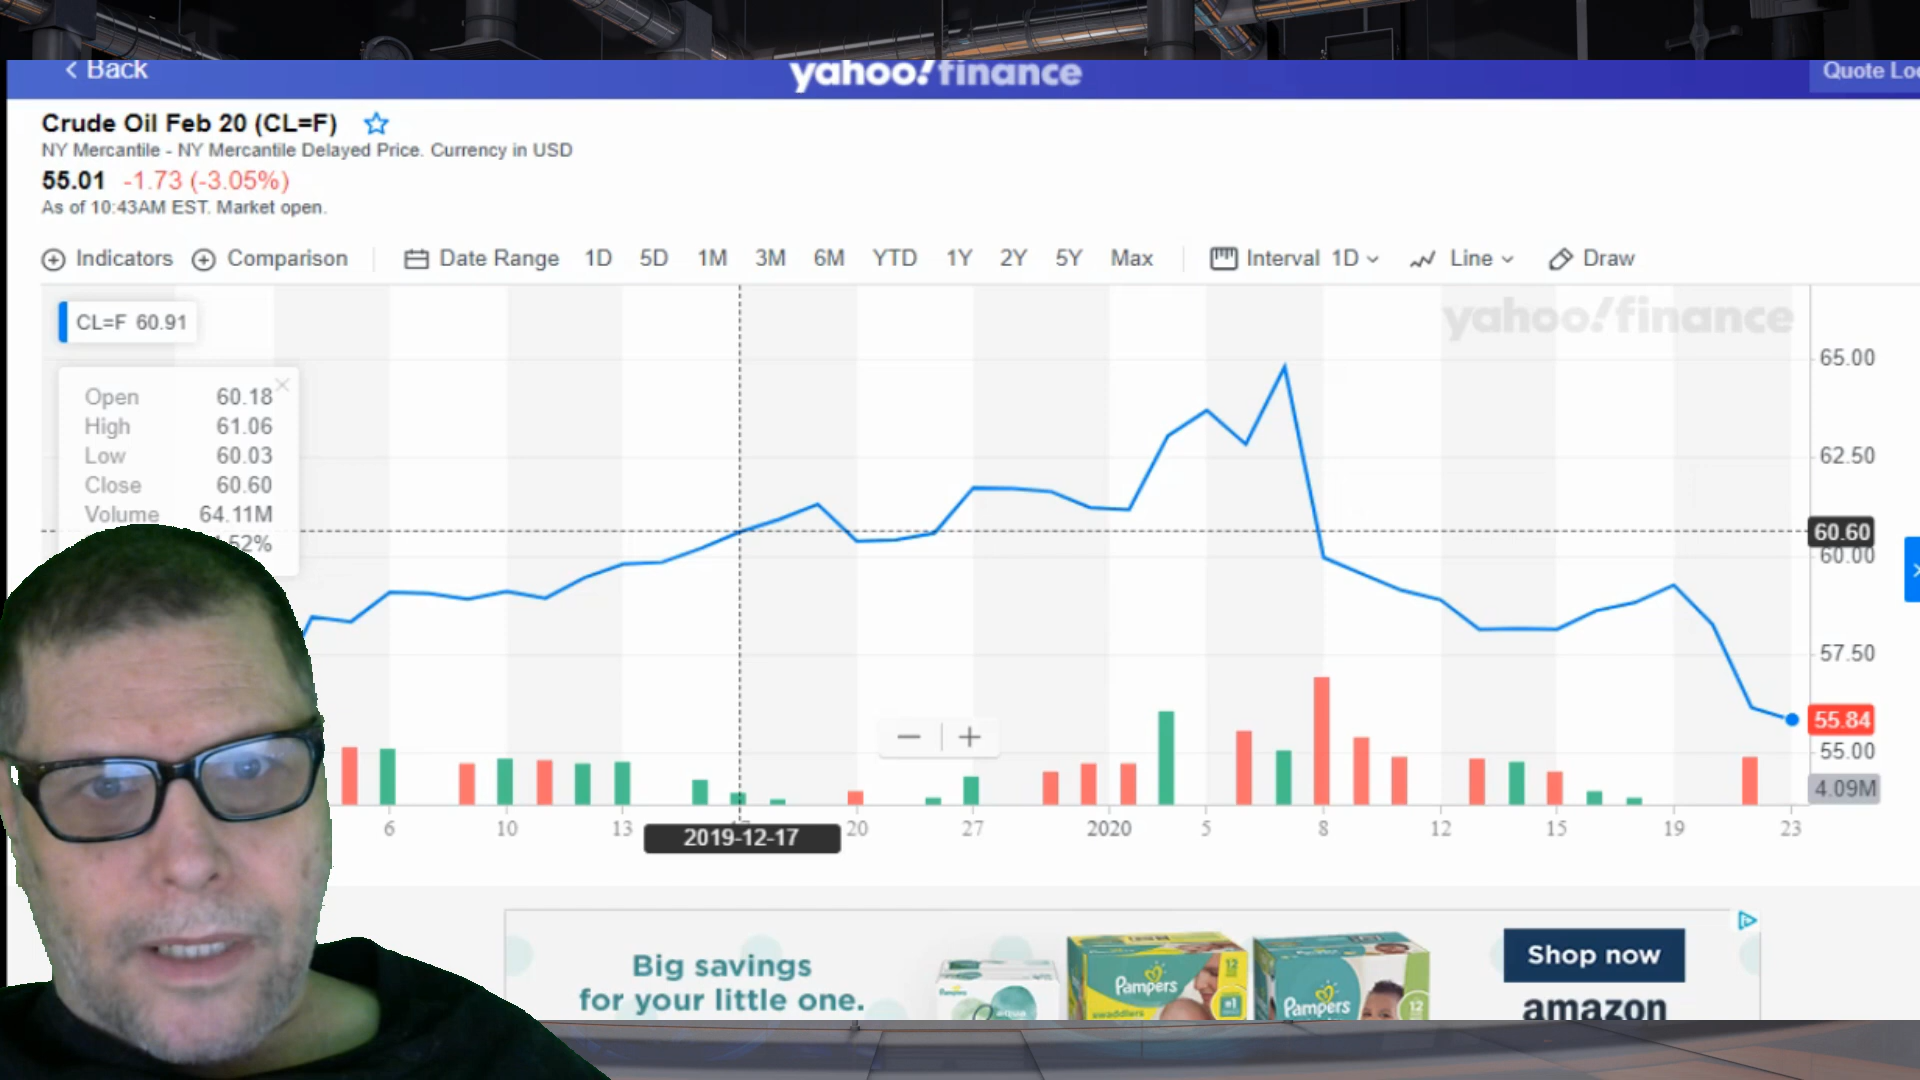 < Back
yahoo!finance
Crude Oil Feb 20 (CL=F)
NY Mercantile - NY Mercantile Delayed Price. Currency in USD
55.01 -1.73 (-3.05%)
As of 10:43AM EST. Market open.
Indicators Comparison Date Range 1D 5D 1M 3M 6M YTD 1Y 2Y 5Y Max Interval 1D Line Draw
CL=F 60.91
yahoo!finance
Open 60.18
High 61.06
Low 60.03
Close 60.60
Volume 64.11M
65.00
62.50
60.60
60.00
57.50
55.84
55.00
4.09M
6 10 13 20 27 2020 5 8 12 15 19 23
2019-12-17
Big savings
for your little one.
Pampers
Pampers
swaddlers
12
#1
Pampers
12
Shop now
amazon